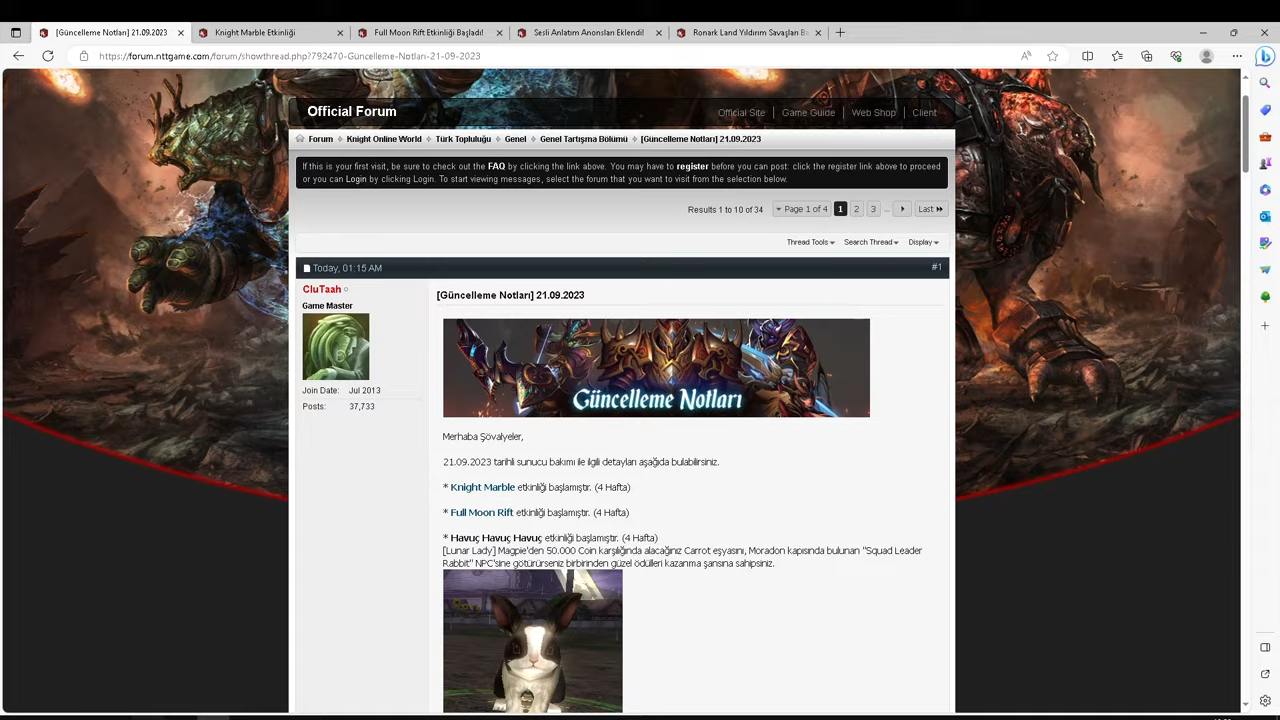 [Güncelleme Notları] 21.09.2023
Knight Marble Etkinliği
Full Moon Rift Etkinliği Başladı!
Sesli Anlatım Anonsları Eklendi!
Ronark Land Yıldırım Savaşları Ba
https://forum.nttgame.com/forum/showthread.php?792470-Güncelleme-Notları-21-09-2023
Official Forum
Official Site
Game Guide
Web Shop
Client
Forum
Knight Online World
Türk Topluluğu
Genel
Genel Tartışma Bölümü
[Güncelleme Notları] 21.09.2023
If this is your first visit, be sure to check out the FAQ by clicking the link above. You may have to register before you can post: click the register link above to proceed
or you can Login by clicking Login. To start viewing messages, select the forum that you want to visit from the selection below.
Results 1 to 10 of 34
Page 1 of 4
1
2
3
...
Last
Thread Tools
Search Thread
Display
Today, 01:15 AM
#1
CluTaah
Game Master
Join Date: Jul 2013
Posts: 37,733
[Güncelleme Notları] 21.09.2023
Güncelleme Notları
Merhaba Şövalyeler,
21.09.2023 tarihli sunucu bakımı ile ilgili detayları aşağıda bulabilirsiniz.
* Knight Marble etkinliği başlamıştır. (4 Hafta)
* Full Moon Rift etkinliği başlamıştır. (4 Hafta)
* Havuç Havuç Havuç etkinliği başlamıştır. (4 Hafta)
[Lunar Lady] Magpie'den 50.000 Coin karşılığında alacağınız Carrot eşyasını, Moradon kapısında bulunan "Squad Leader
Rabbit" NPC'sine götürürseniz birbirinden güzel ödülleri kazanma şansına sahipsiniz.